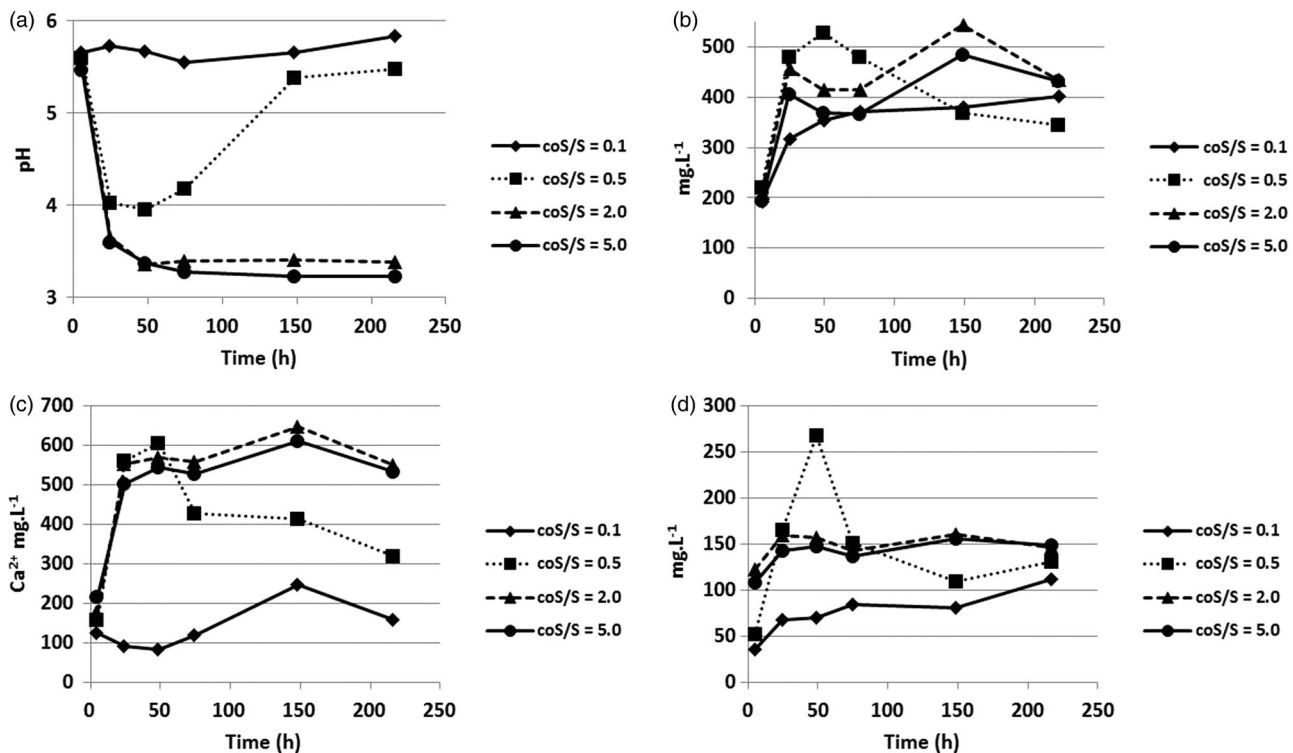 (a)
6
5
4
3
pH
0
50
100
150
200
250
Time (h)
coS/S = 0.1
coS/S = 0.5
coS/S = 2.0
coS/S = 5.0
(b)
500
400
300
200
100
0
mg.L⁻¹
0
50
100
150
200
250
Time (h)
coS/S = 0.1
coS/S = 0.5
coS/S = 2.0
coS/S = 5.0
(c)
700
600
500
400
300
200
100
0
Ca²⁺ mg.L⁻¹
0
50
100
150
200
250
Time (h)
coS/S = 0.1
coS/S = 0.5
coS/S = 2.0
coS/S = 5.0
(d)
300
250
200
150
100
50
0
mg.L⁻¹
0
50
100
150
200
250
Time (h)
coS/S = 0.1
coS/S = 0.5
coS/S = 2.0
coS/S = 5.0